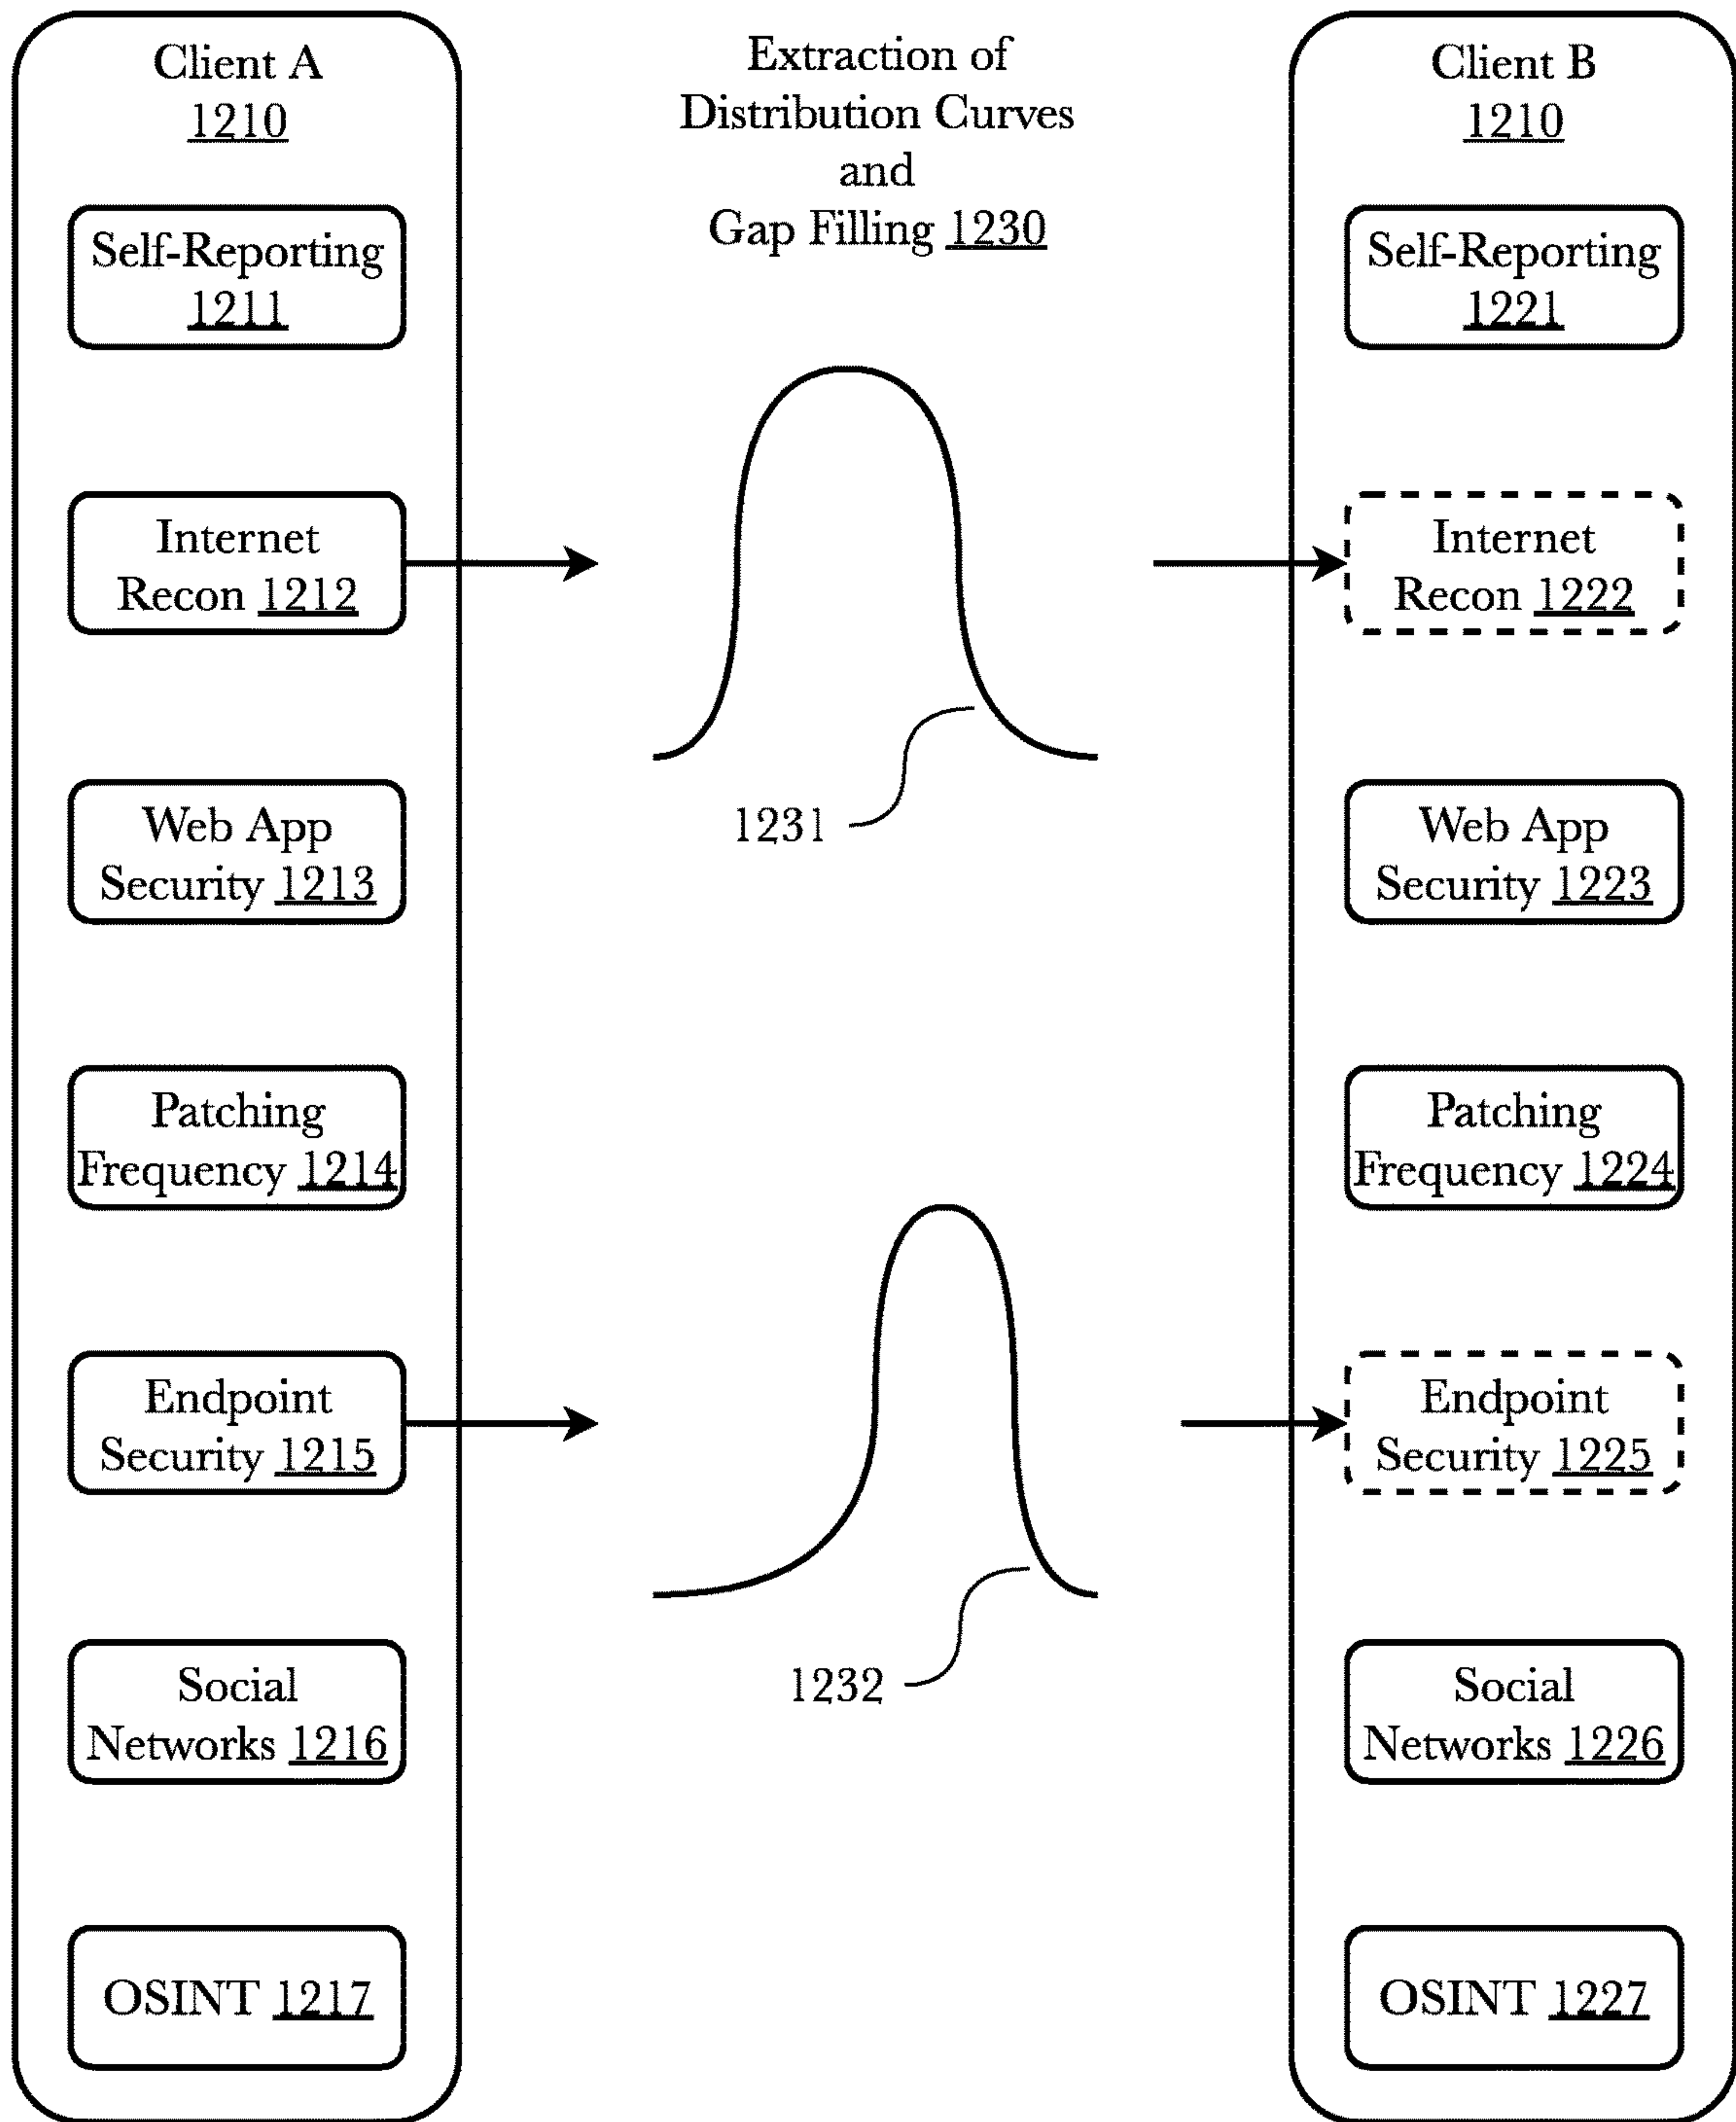 Client A
1210
Self-Reporting
1211
Internet
Recon 1212
Web App
Security 1213
Patching
Frequency 1214
Endpoint
Security 1215
Social
Networks 1216
OSINT 1217
Extraction of
Distribution Curves
and
Gap Filling 1230
1231
1232
Client B
1210
Self-Reporting
1221
Internet
Recon 1222
Web App
Security 1223
Patching
Frequency 1224
Endpoint
Security 1225
Social
Networks 1226
OSINT 1227